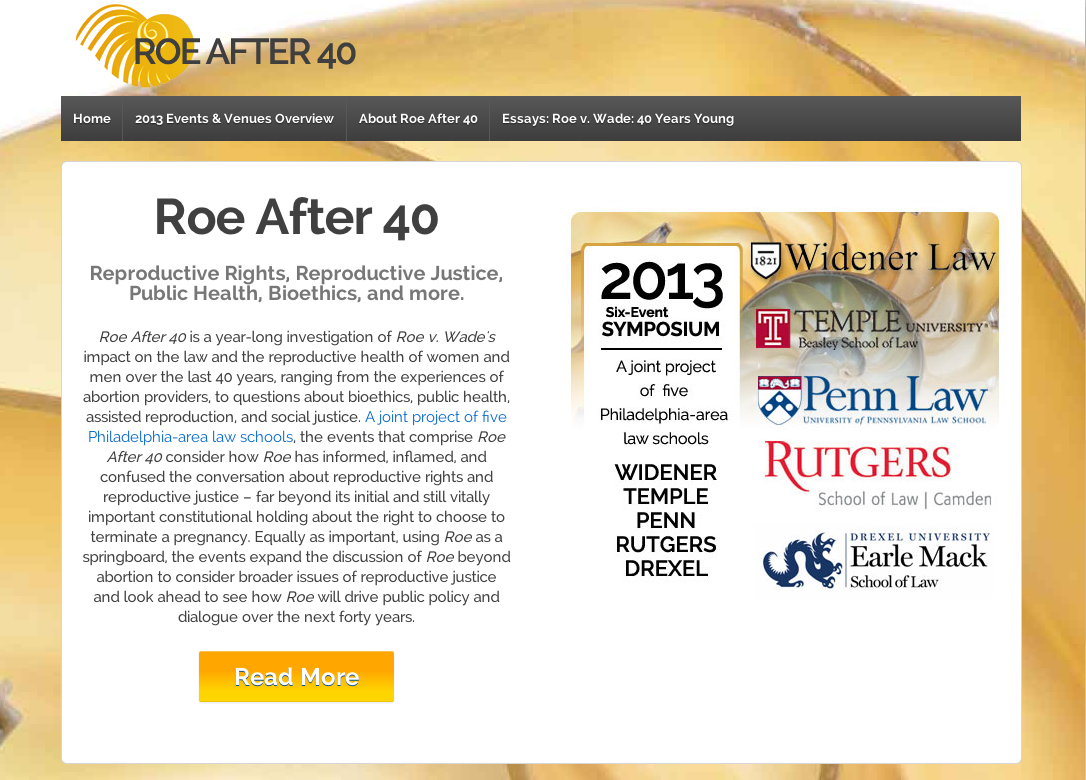 ROE AFTER 40
Home
2013 Events & Venues Overview
About Roe After 40
Essays: Roe v. Wade: 40 Years Young
Roe After 40
Reproductive Rights, Reproductive Justice,
Public Health, Bioethics, and more.
Roe After 40 is a year-long investigation of Roe v. Wade's
impact on the law and the reproductive health of women and
men over the last 40 years, ranging from the experiences of
abortion providers, to questions about bioethics, public health,
assisted reproduction, and social justice. A joint project of five
Philadelphia-area law schools, the events that comprise Roe
After 40 consider how Roe has informed, inflamed, and
confused the conversation about reproductive rights and
reproductive justice – far beyond its initial and still vitally
important constitutional holding about the right to choose to
terminate a pregnancy. Equally as important, using Roe as a
springboard, the events expand the discussion of Roe beyond
abortion to consider broader issues of reproductive justice
and look ahead to see how Roe will drive public policy and
dialogue over the next forty years.
Read More
2013
Six-Event
SYMPOSIUM
A joint project
of five
Philadelphia-area
law schools
WIDENER
TEMPLE
PENN
RUTGERS
DREXEL
1821
Widener Law
TEMPLE UNIVERSITY®
Beasley School of Law
Penn Law
UNIVERSITY OF PENNSYLVANIA LAW SCHOOL
RUTGERS
School of Law | Camden
DREXEL UNIVERSITY
Earle Mack
School of Law